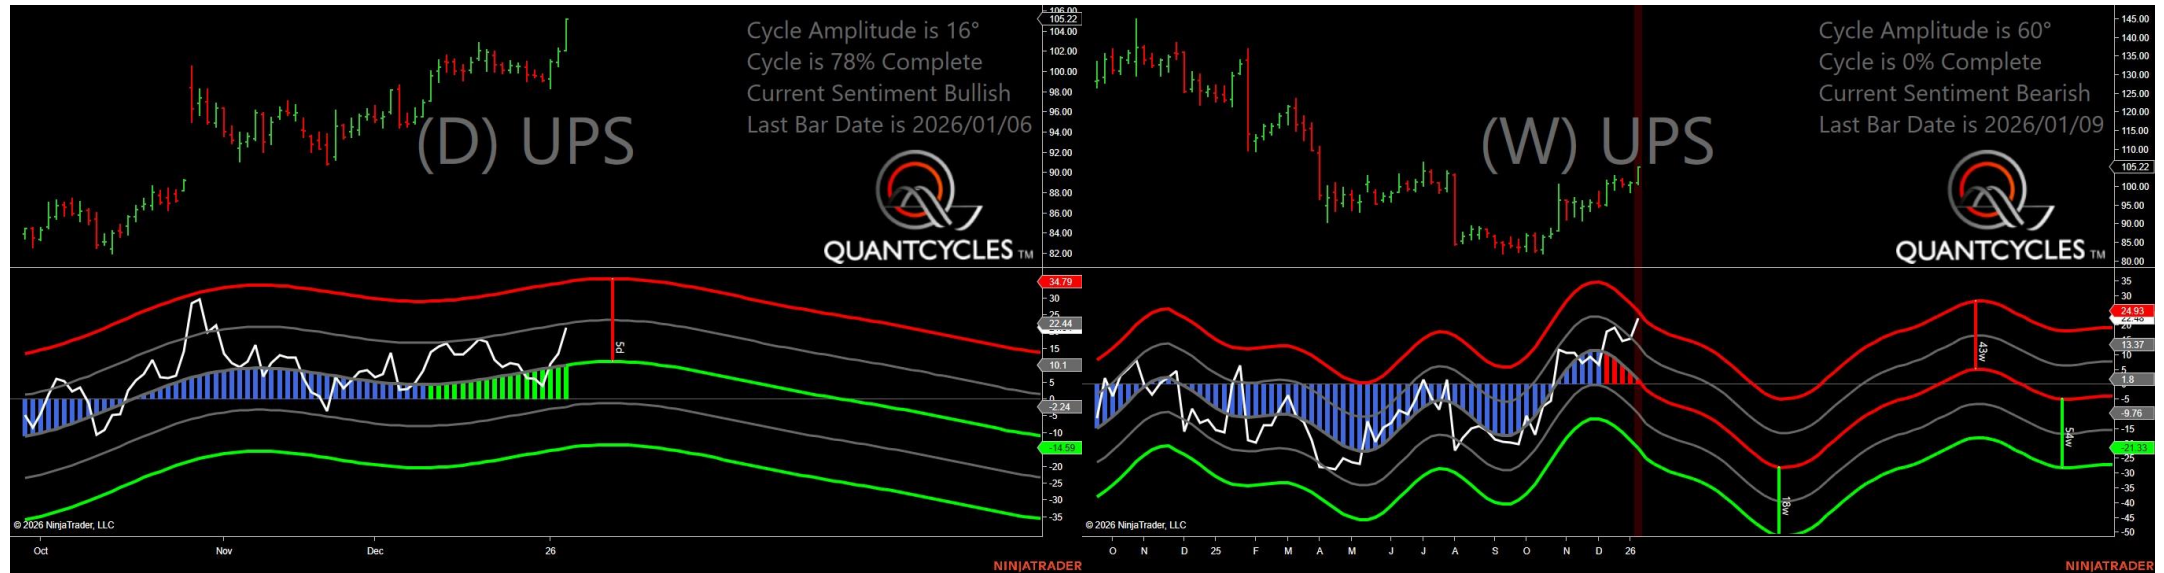 106.00
105.22
104.00
102.00
100.00
98.00
96.00
94.00
92.00
90.00
88.00
86.00
84.00
82.00
Cycle Amplitude is 16°
Cycle is 78% Complete
Current Sentiment Bullish
Last Bar Date is 2026/01/06
(D) UPS
QUANTCYCLES TM
34.79
30
22.44
15
10.1
5
0
-2.24
-5
-10
-14.59
-20
-25
-30
-35
5d
© 2026 NinjaTrader, LLC
Oct Nov Dec 26
NINJATRADER
145.00
140.00
135.00
130.00
125.00
120.00
115.00
110.00
105.22
100.00
95.00
90.00
85.00
80.00
Cycle Amplitude is 60°
Cycle is 0% Complete
Current Sentiment Bearish
Last Bar Date is 2026/01/09
(W) UPS
QUANTCYCLES TM
35
30
24.93
22.48
20
13.37
10
5
1.8
-5
-9.76
-15
-21.33
-25
-30
-35
-40
-45
-50
18w
43w
54w
© 2026 NinjaTrader, LLC
O N D 25 F M A M J J A S O N D 26
NINJATRADER